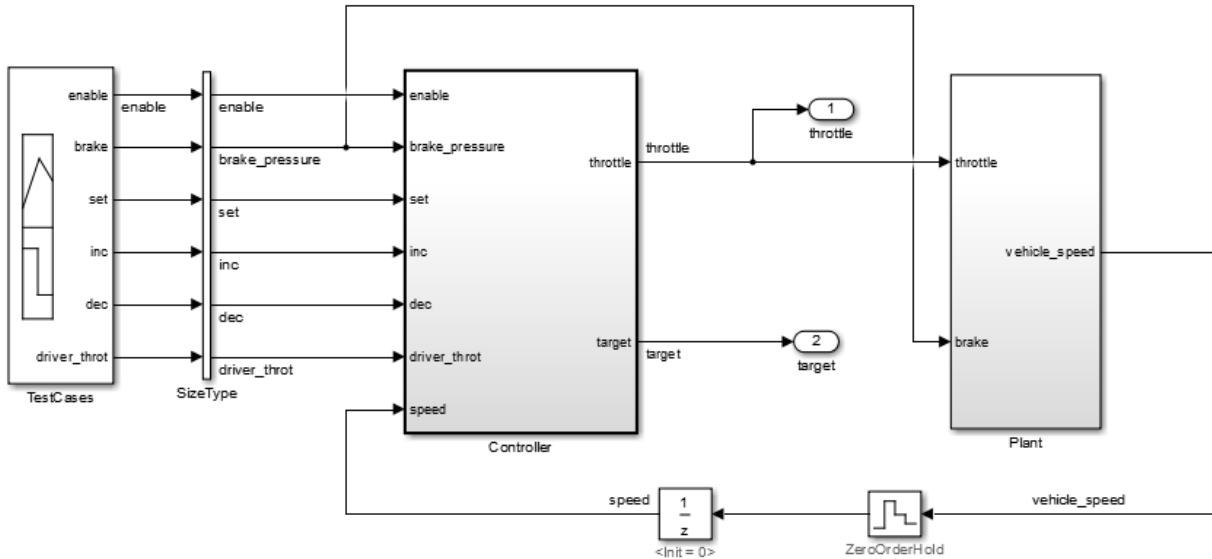 enable
brake
set
inc
dec
driver_throt
TestCases
enable
SizeType
enable
brake_pressure
set
inc
dec
driver_throt
enable
brake_pressure
set
inc
dec
driver_throt
speed
throttle
target
Controller
throttle
target
1
throttle
2
target
throttle
brake
vehicle_speed
Plant
speed
1
z
<Init = 0>
ZeroOrderHold
vehicle_speed